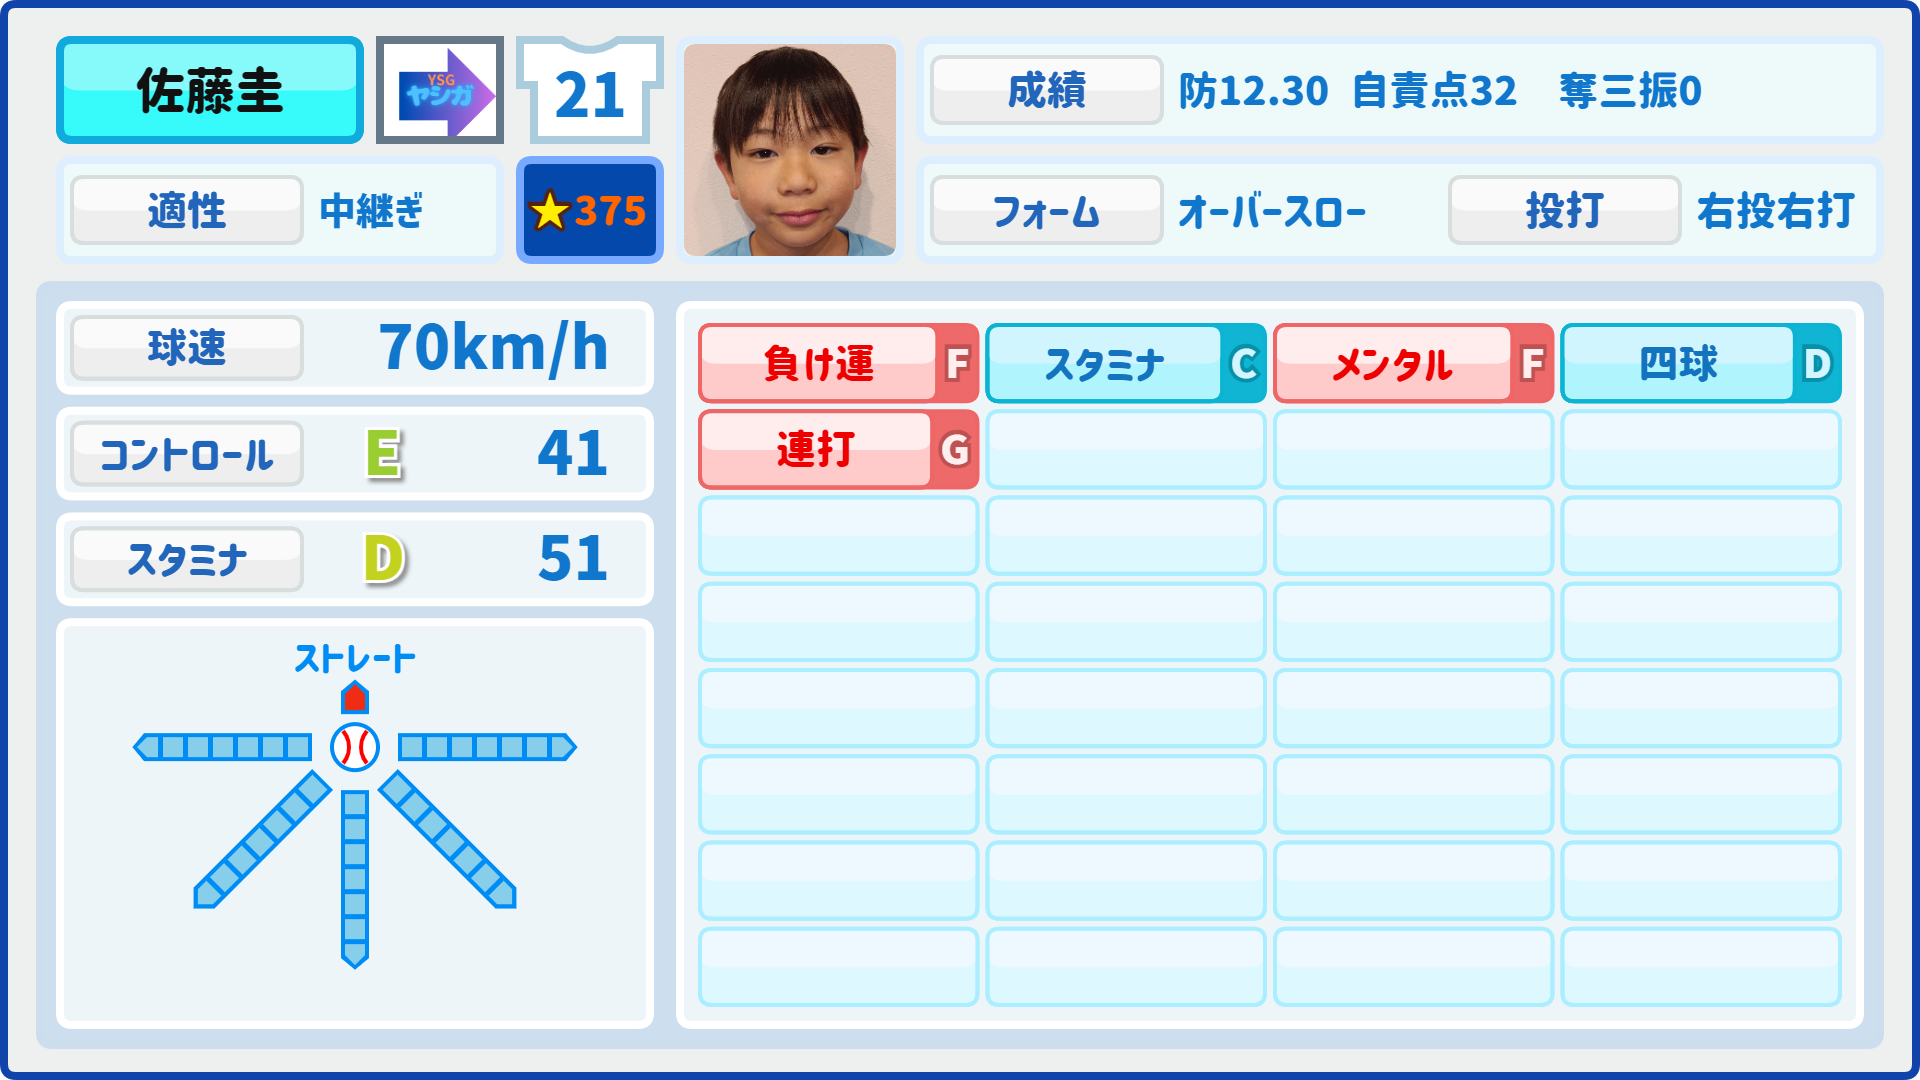 佐藤圭
YSG
ヤシガ
21
成績 防12.30 自責点32 奪三振0
適性 中継ぎ
★375
フォーム オーバースロー 投打 右投右打
球速 70km/h
コントロール E 41
スタミナ D 51
ストレート
負け運 F スタミナ C メンタル F 四球 D
連打 G